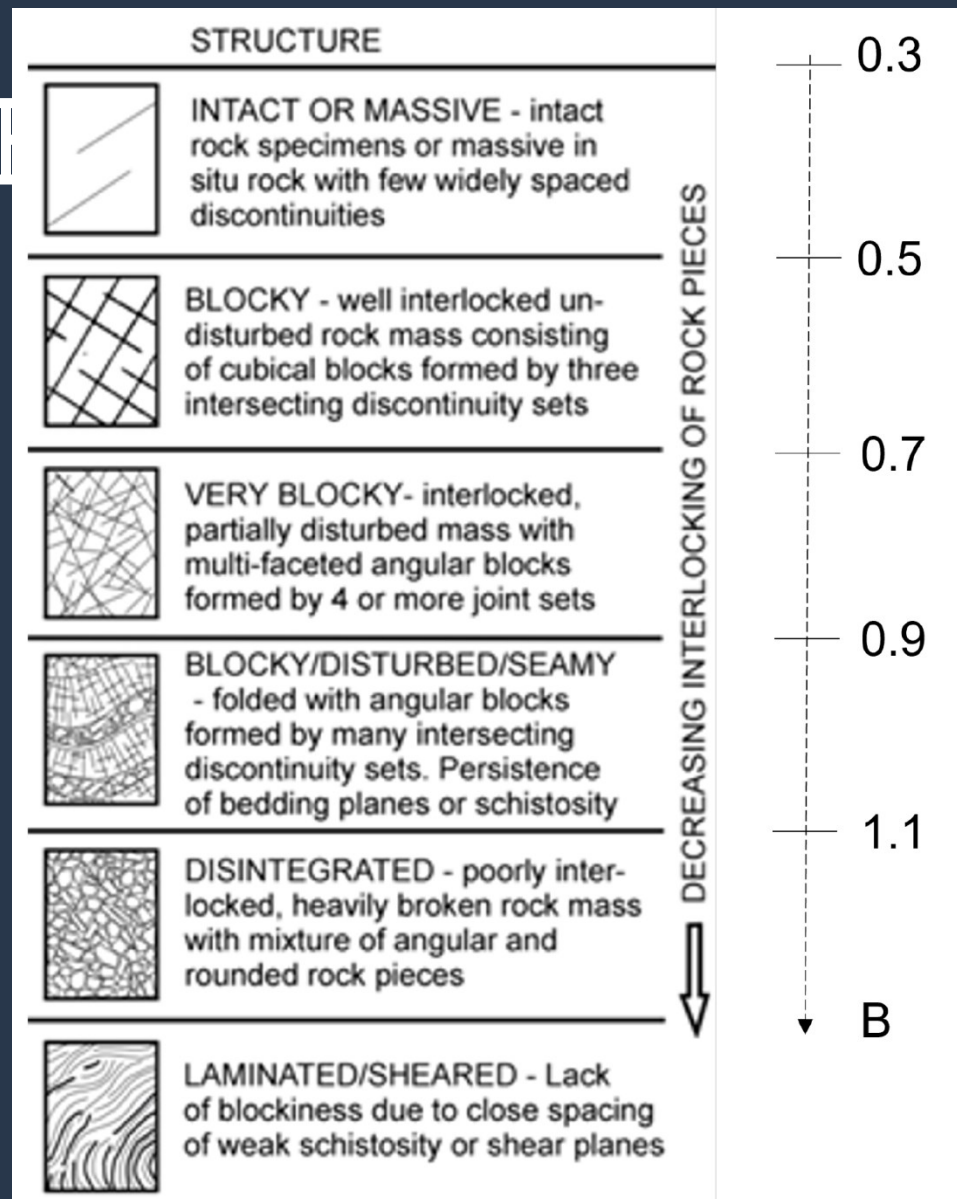 STRUCTURE
INTACT OR MASSIVE - intact
rock specimens or massive in
situ rock with few widely spaced
discontinuities
BLOCKY - well interlocked un-
disturbed rock mass consisting
of cubical blocks formed by three
intersecting discontinuity sets
VERY BLOCKY- interlocked,
partially disturbed mass with
multi-faceted angular blocks
formed by 4 or more joint sets
BLOCKY/DISTURBED/SEAMY
- folded with angular blocks
formed by many intersecting
discontinuity sets. Persistence
of bedding planes or schistosity
DISINTEGRATED - poorly inter-
locked, heavily broken rock mass
with mixture of angular and
rounded rock pieces
LAMINATED/SHEARED - Lack
of blockiness due to close spacing
of weak schistosity or shear planes
DECREASING INTERLOCKING OF ROCK PIECES
0.3
0.5
0.7
0.9
1.1
B